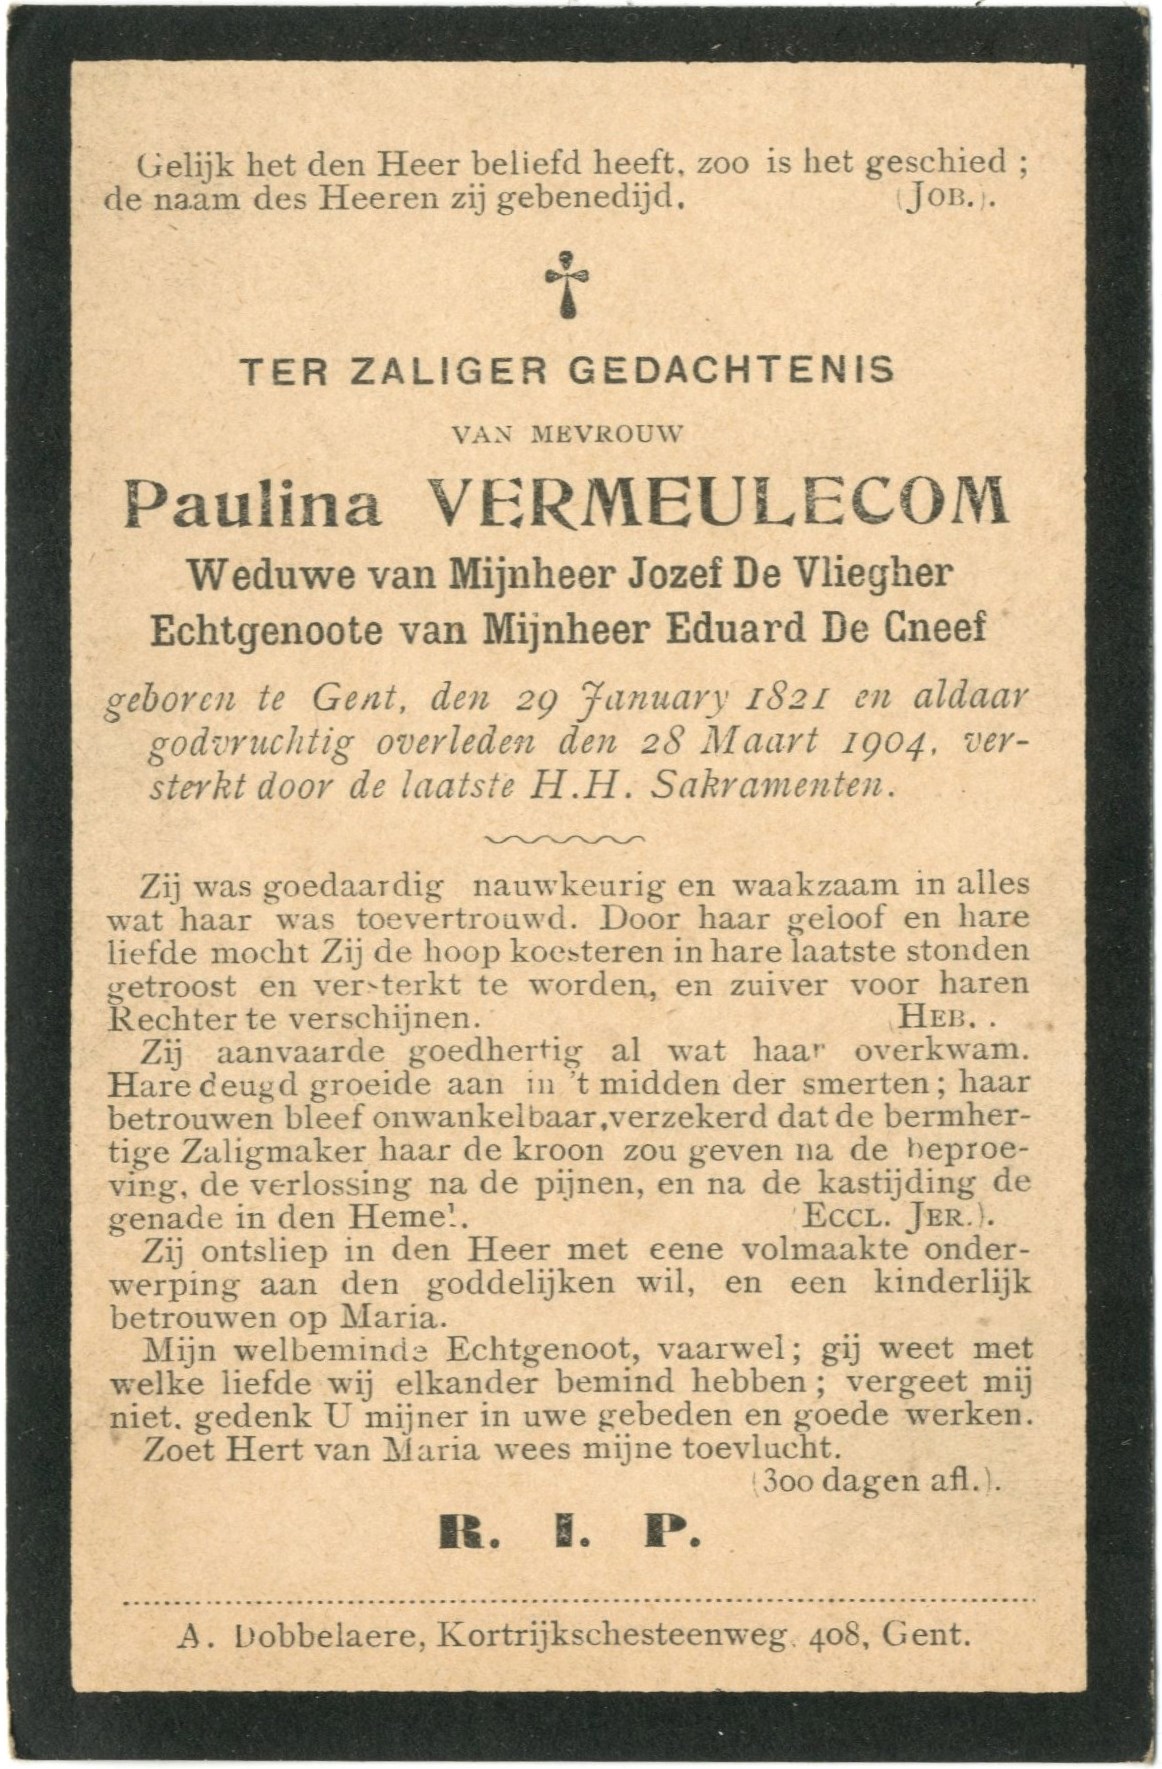 Gelijk het den Heer beliefd heeft, zoo is het geschied ;
de naam des Heeren zij gebenedijd. (JOB.).
TER ZALIGER GEDACHTENIS
VAN MEVROUW
Paulina VERMEULECOM
Weduwe van Mijnheer Jozef De Vliegher
Echtgenoote van Mijnheer Eduard De Cneef
geboren te Gent, den 29 January 1821 en aldaar
godvruchtig overleden den 28 Maart 1904, ver-
sterkt door de laatste H.H. Sakramenten.
Zij was goedaardig nauwkeurig en waakzaam in alles
wat haar was toevertrouwd. Door haar geloof en hare
liefde mocht Zij de hoop koesteren in hare laatste stonden
getroost en versterkt te worden, en zuiver voor haren
Rechter te verschijnen. (HEB. .
Zij aanvaarde goedhertig al wat haar overkwam.
Hare deugd groeide aan in 't midden der smerten ; haar
betrouwen bleef onwankelbaar, verzekerd dat de bermher-
tige Zaligmaker haar de kroon zou geven na de beproe-
ving, de verlossing na de pijnen, en na de kastijding de
genade in den Hemel. (ECCL. JER.).
Zij ontsliep in den Heer met eene volmaakte onder-
werping aan den goddelijken wil, en een kinderlijk
betrouwen op Maria.
Mijn welbeminde Echtgenoot, vaarwel ; gij weet met
welke liefde wij elkander bemind hebben ; vergeet mij
niet, gedenk U mijner in uwe gebeden en goede werken.
Zoet Hert van Maria wees mijne toevlucht.
(300 dagen afl.).
R. I. P.
A. Dobbelaere, Kortrijkschesteenweg, 408, Gent.